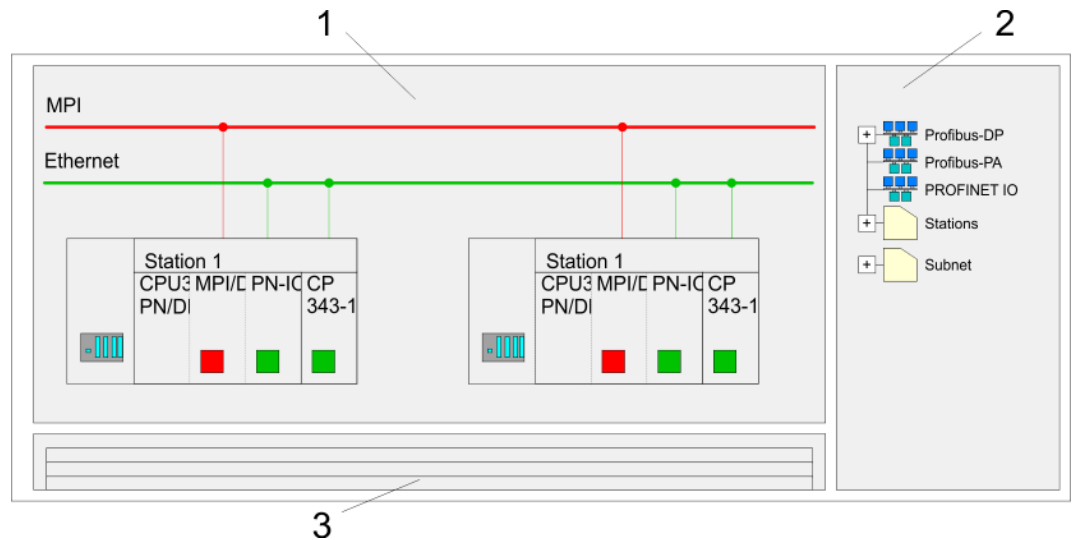 1
2
MPI
Ethernet
Profibus-DP
Profibus-PA
PROFINET IO
Stations
Subnet
Station 1
CPU3 MPI/D PN-IO CP
PN/DI 343-1
Station 1
CPU3 MPI/D PN-IO CP
PN/DI 343-1
3